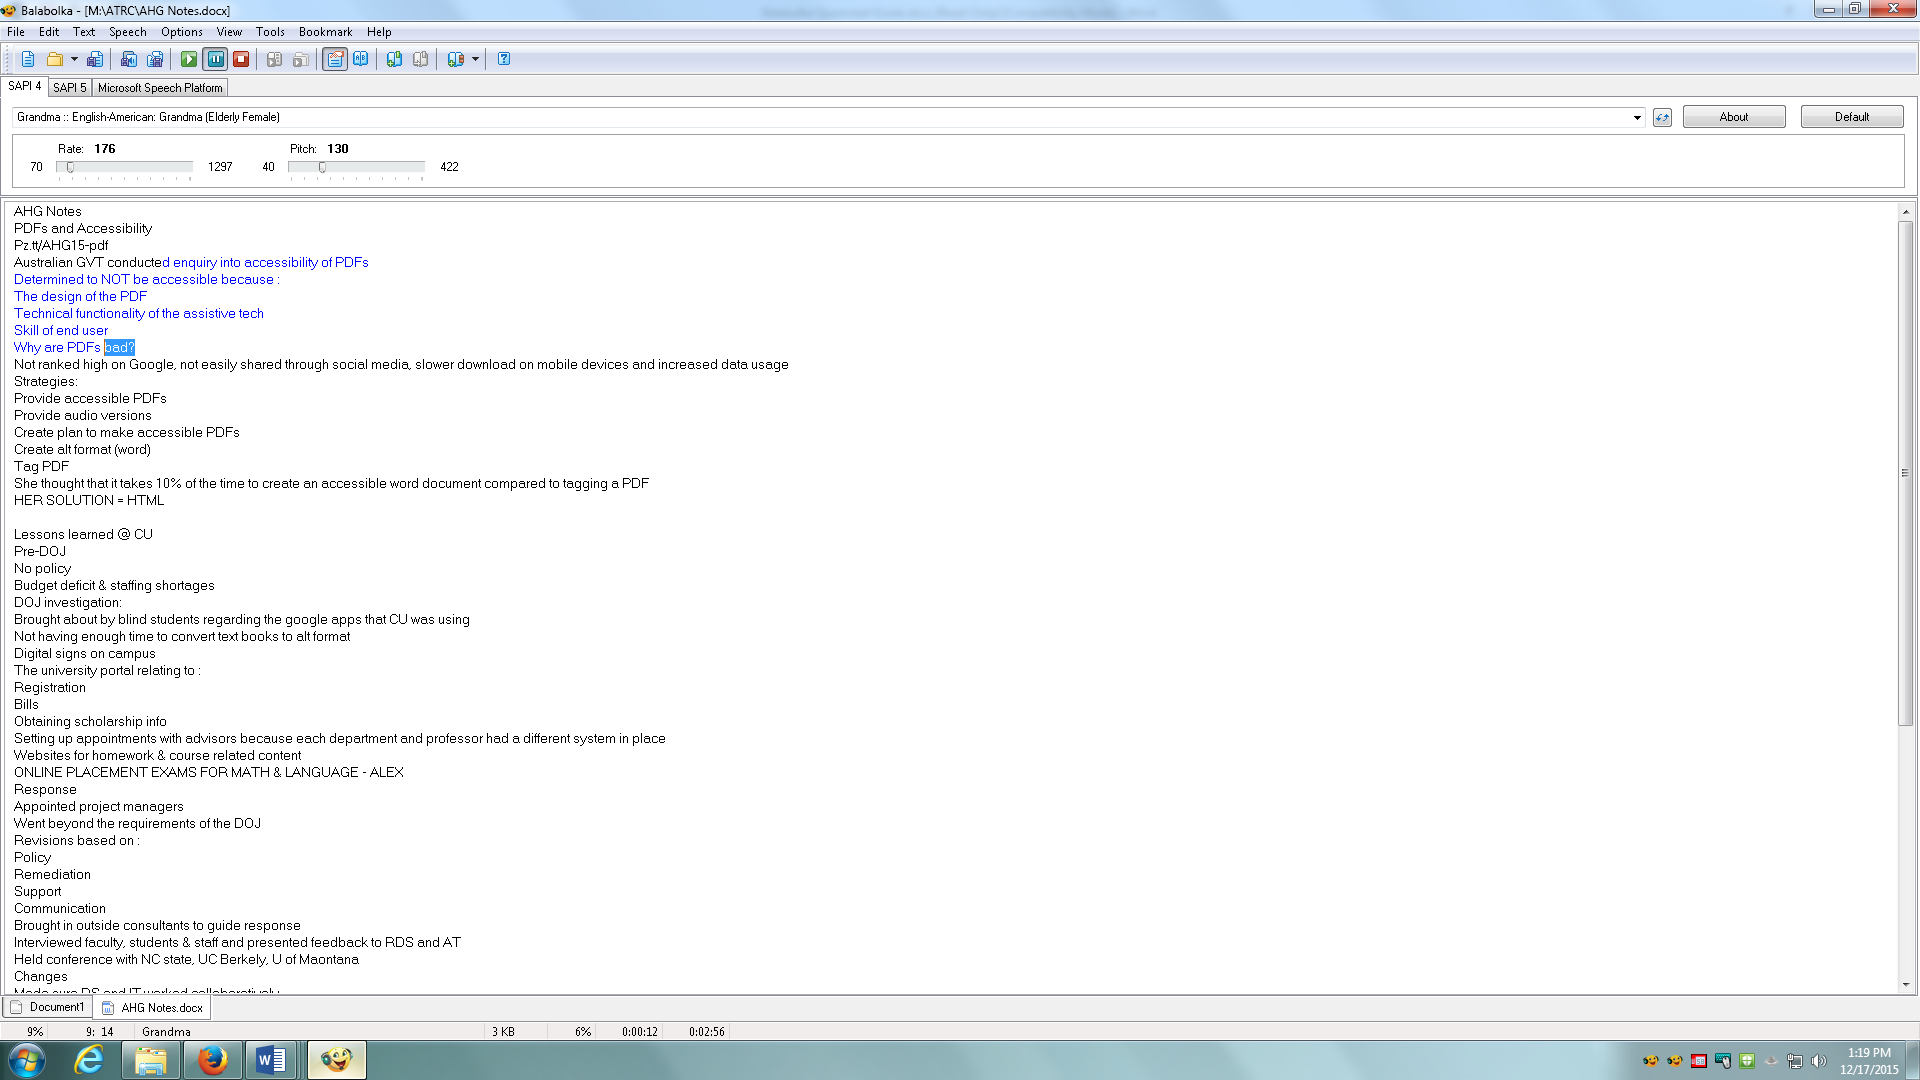 Balabolka - [M:\ATRC\AHG Notes.docx]
File Edit Text Speech Options View Tools Bookmark Help
SAPI 4 SAPI 5 Microsoft Speech Platform
Grandma :: English-American: Grandma (Elderly Female) About Default
Rate: 176 Pitch: 130
70 1297 40 422
AHG Notes
PDFs and Accessibility
Pz.tt/AHG15-pdf
Australian GVT conducted enquiry into accessibility of PDFs
Determined to NOT be accessible because :
The design of the PDF
Technical functionality of the assistive tech
Skill of end user
Why are PDFs bad?
Not ranked high on Google, not easily shared through social media, slower download on mobile devices and increased data usage
Strategies:
Provide accessible PDFs
Provide audio versions
Create plan to make accessible PDFs
Create alt format (word)
Tag PDF
She thought that it takes 10% of the time to create an accessible word document compared to tagging a PDF
HER SOLUTION = HTML
Lessons learned @ CU
Pre-DOJ
No policy
Budget deficit & staffing shortages
DOJ investigation:
Brought about by blind students regarding the google apps that CU was using
Not having enough time to convert text books to alt format
Digital signs on campus
The university portal relating to :
Registration
Bills
Obtaining scholarship info
Setting up appointments with advisors because each department and professor had a different system in place
Websites for homework & course related content
ONLINE PLACEMENT EXAMS FOR MATH & LANGUAGE - ALEX
Response
Appointed project managers
Went beyond the requirements of the DOJ
Revisions based on :
Policy
Remediation
Support
Communication
Brought in outside consultants to guide response
Interviewed faculty, students & staff and presented feedback to RDS and AT
Held conference with NC state, UC Berkely, U of Maontana
Changes
Made sure DS and IT worked collaboratively
Document1 AHG Notes.docx
9% 9: 14 Grandma 3 KB 6% 0:00:12 0:02:56
1:19 PM
12/17/2015